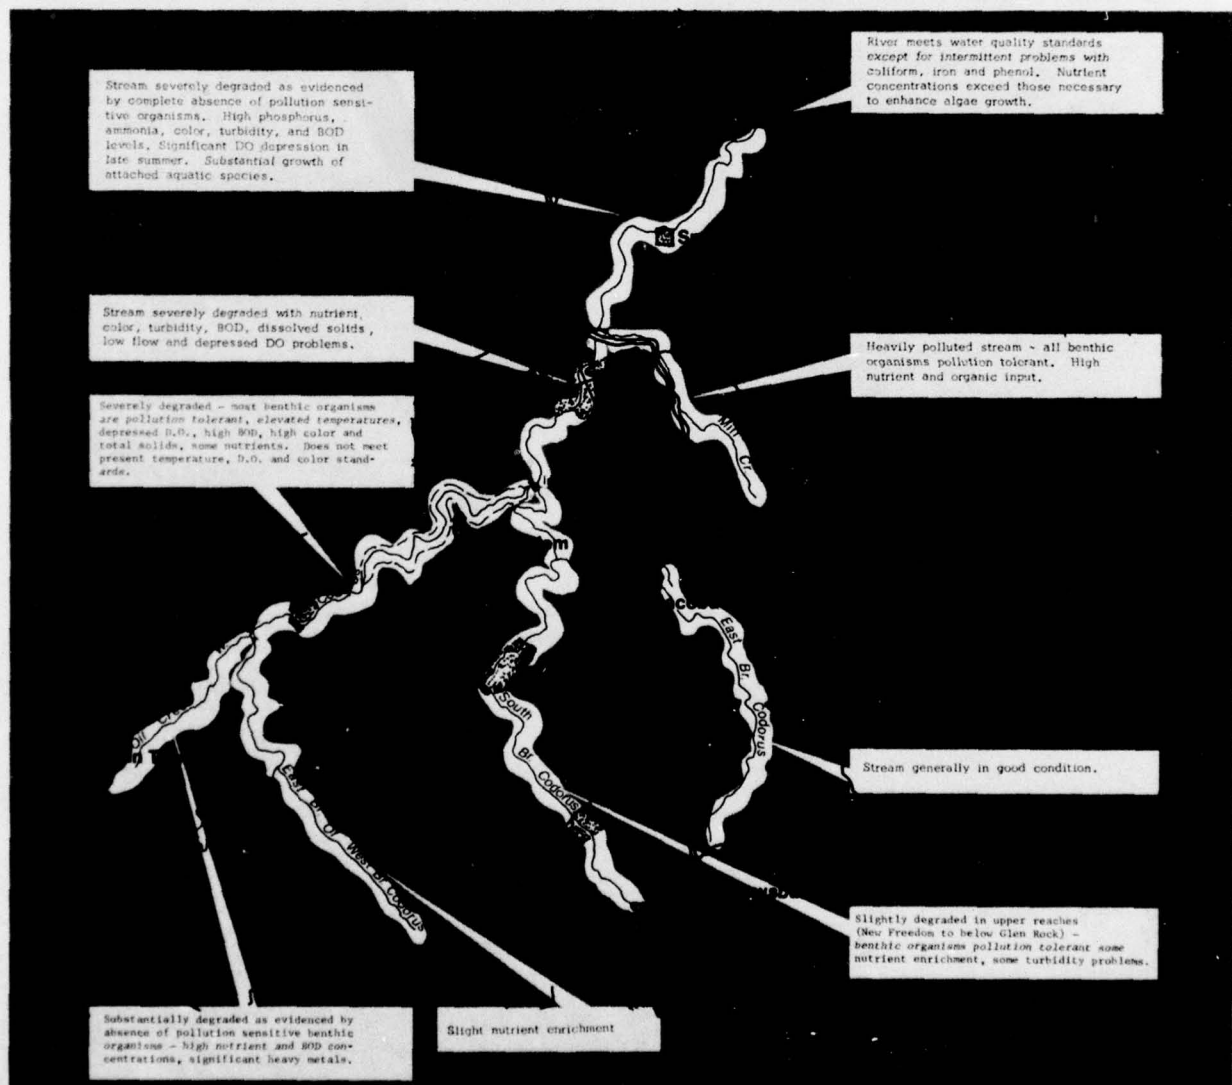 River meets water quality standards
except for intermittent problems with
coliform, iron and phenol. Nutrient
concentrations exceed those necessary
to enhance algae growth.
Stream severely degraded as evidenced
by complete absence of pollution sensi-
tive organisms. High phosphorus,
ammonia, color, turbidity, and BOD
levels. Significant DO depression in
late summer. Substantial growth of
attached aquatic species.
Stream severely degraded with nutrient,
color, turbidity, BOD, dissolved solids,
low flow and depressed DO problems.
Heavily polluted stream - all benthic
organisms pollution tolerant. High
nutrient and organic input.
Severely degraded - most benthic organisms
are pollution tolerant, elevated temperatures,
depressed D.O., high BOD, high color and
total solids, some nutrients. Does not meet
present temperature, D.O. and color stand-
ards.
Mill Cr.
East Br. Codorus
South Br. Codorus
Oil
East Br. Of West Br. Codorus
Stream generally in good condition.
Slightly degraded in upper reaches
(New Freedom to below Glen Rock) -
benthic organisms pollution tolerant some
nutrient enrichment, some turbidity problems.
Substantially degraded as evidenced by
absence of pollution sensitive benthic
organisms - high nutrient and BOD con-
centrations, significant heavy metals.
Slight nutrient enrichment